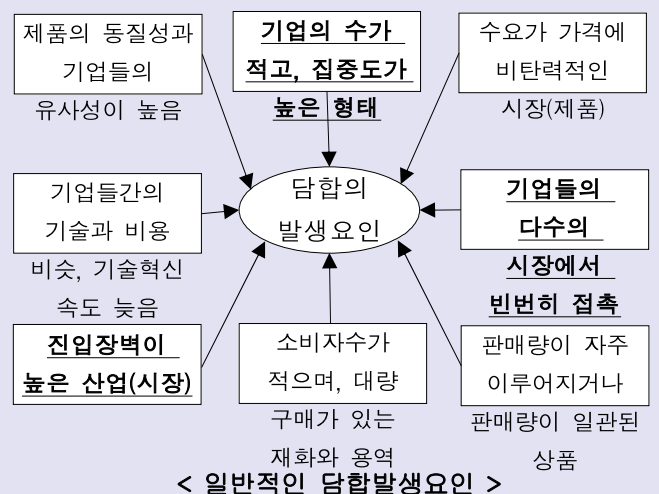 제품의 동질성과
기업들의
유사성이 높음
기업의 수가
적고, 집중도가
높은 형태
수요가 가격에
비탄력적인
시장(제품)
기업들간의
기술과 비용
비슷, 기술혁신
속도 늦음
담합의
발생요인
기업들의
다수의
시장에서
빈번히 접촉
진입장벽이
높은 산업(시장)
소비자수가
적으며, 대량
구매가 있는
재화와 용역
판매량이 자주
이루어지거나
판매량이 일관된
상품
< 일반적인 담합발생요인 >